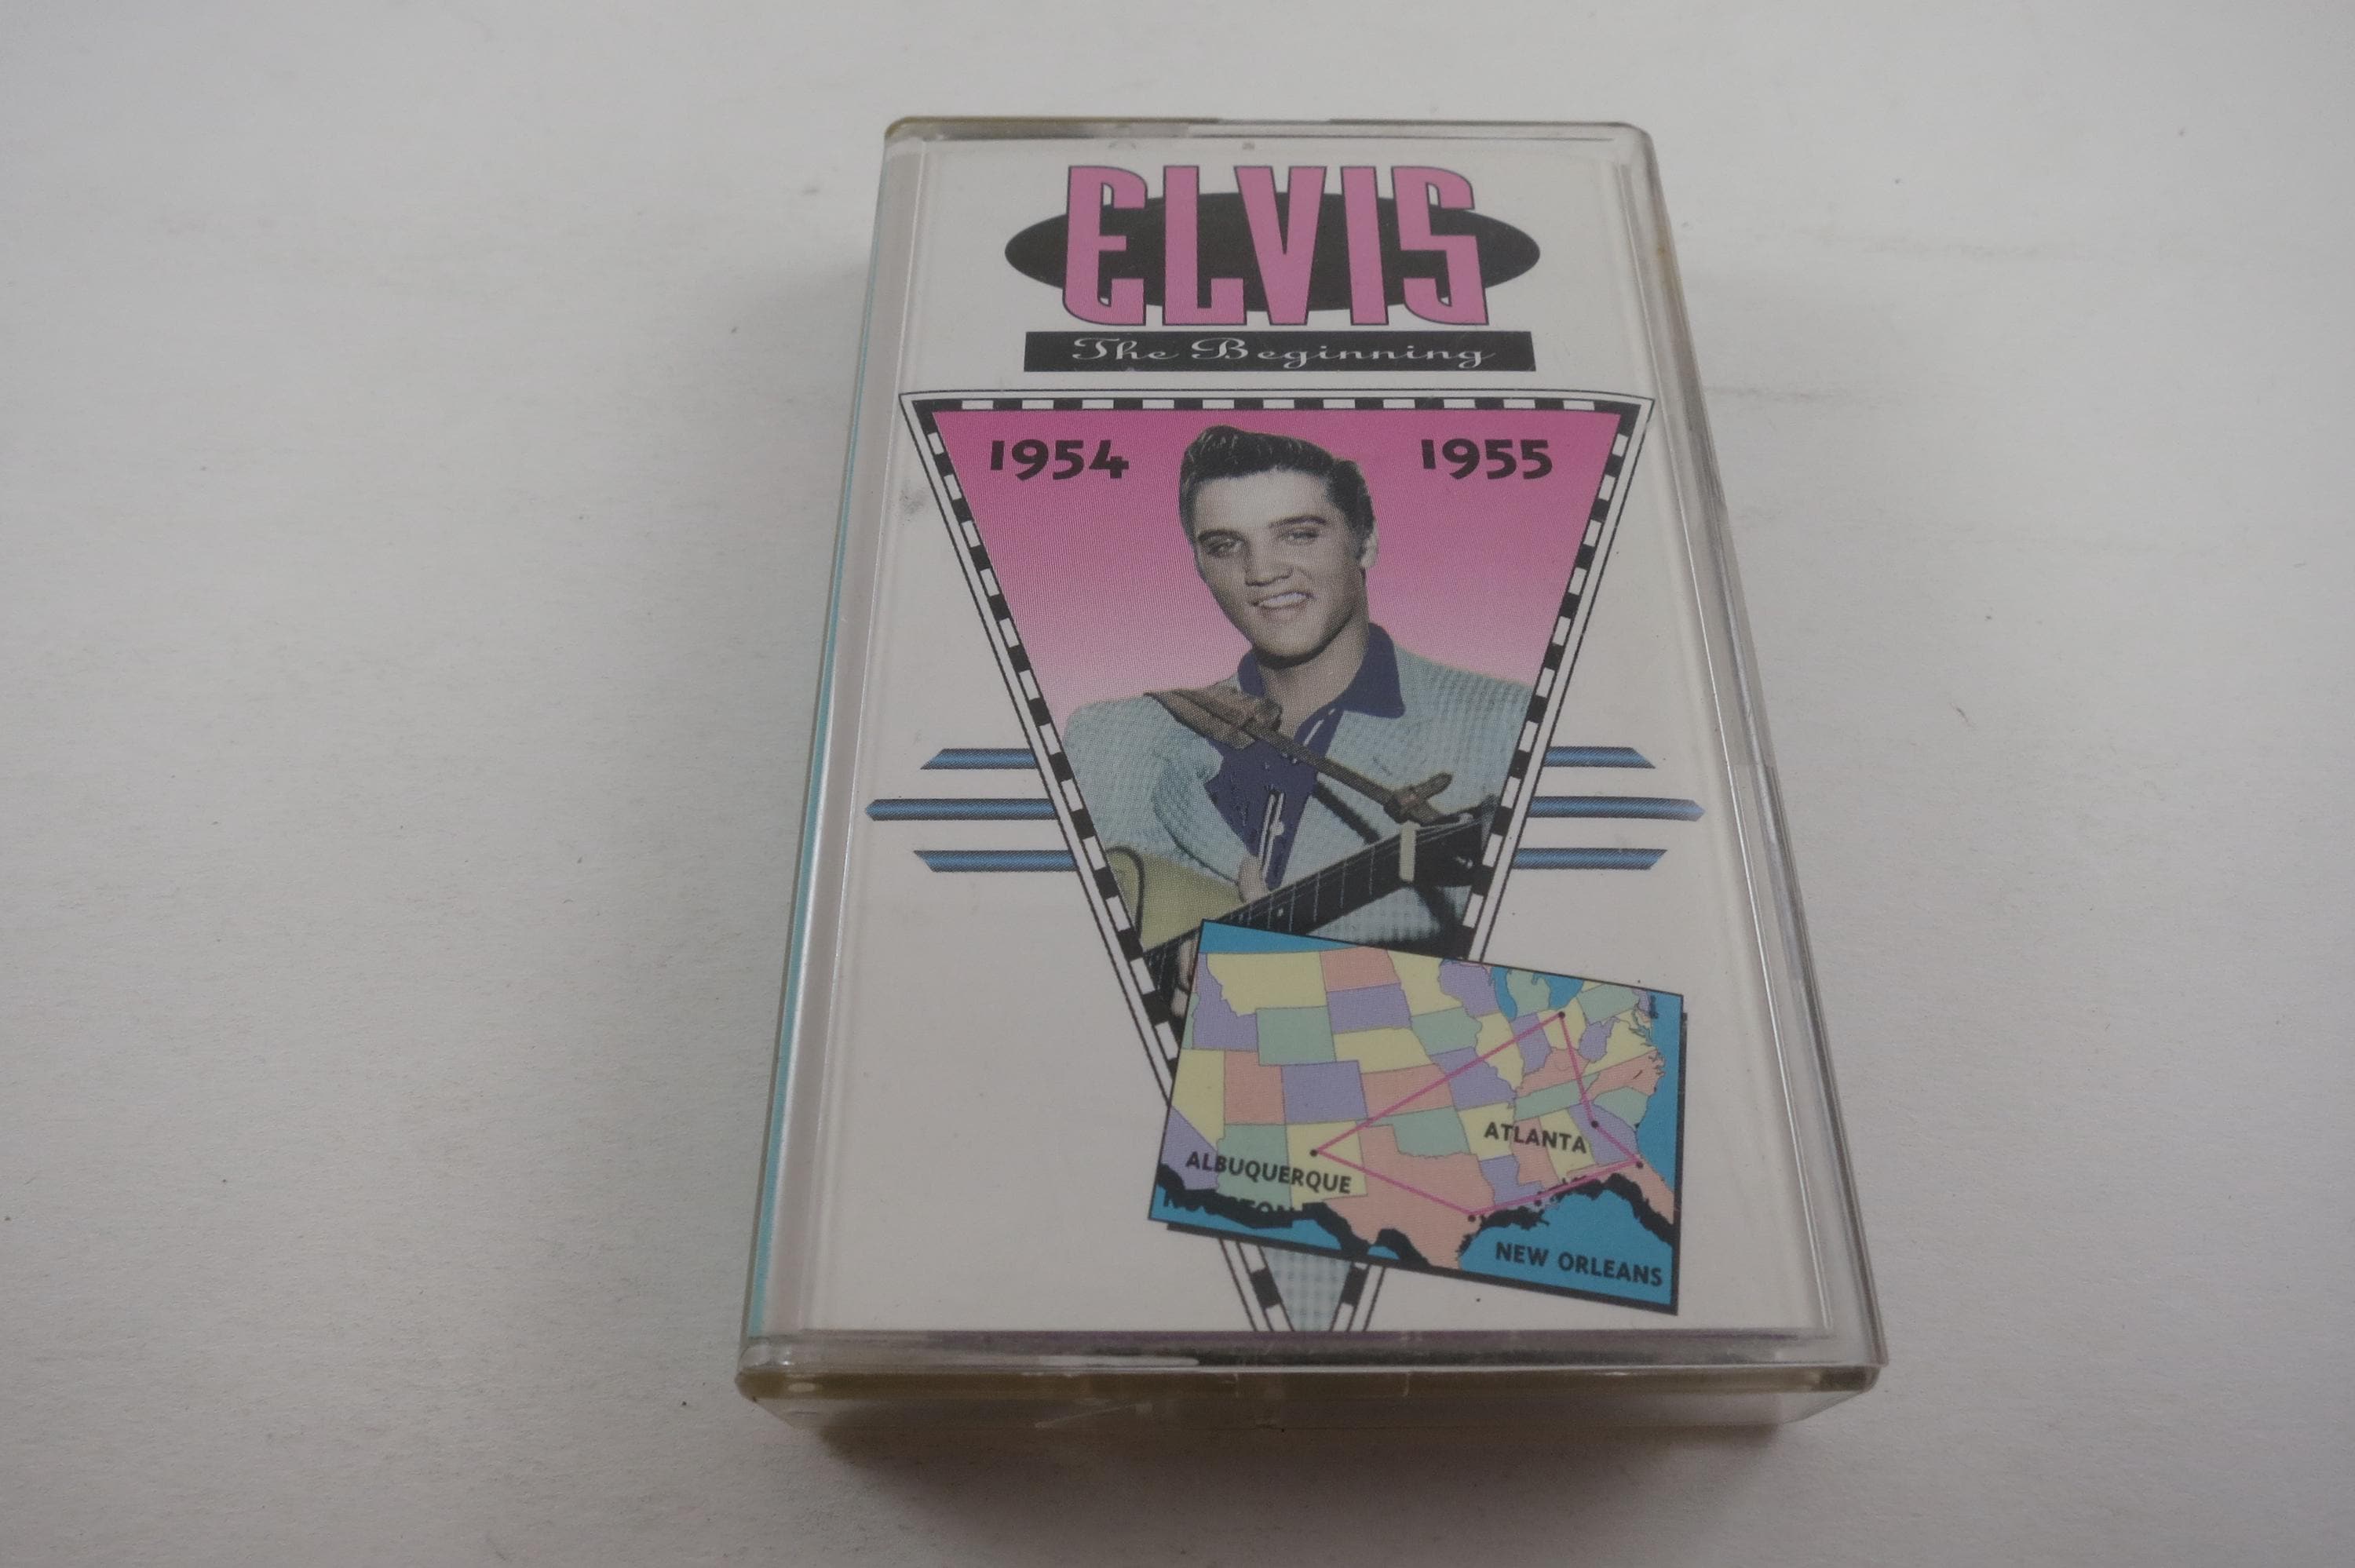 ELVIS
The Beginning
1954
1955
ATLANTA
ALBUQUERQUE
NEW ORLEANS